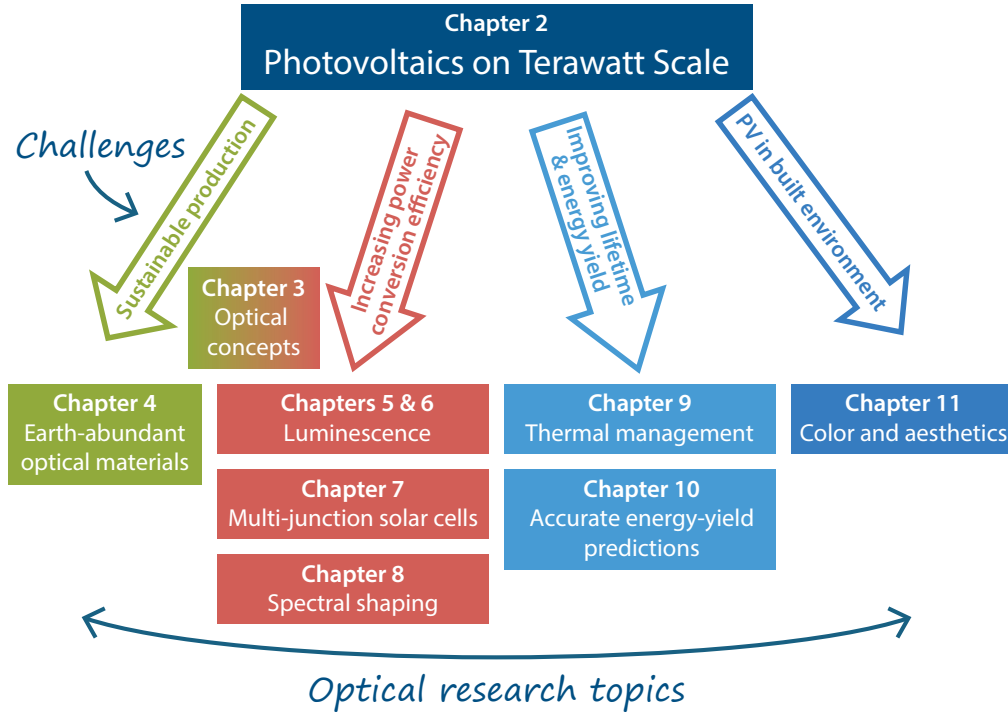 Chapter 2
Photovoltaics on Terawatt Scale
Challenges
Sustainable production
Increasing power
conversion efficiency
Improving lifetime
& energy yield
PV in built environment
Chapter 3
Optical
concepts
Chapter 4
Earth-abundant
optical materials
Chapters 5 & 6
Luminescence
Chapter 7
Multi-junction solar cells
Chapter 8
Spectral shaping
Chapter 9
Thermal management
Chapter 10
Accurate energy-yield
predictions
Chapter 11
Color and aesthetics
Optical research topics